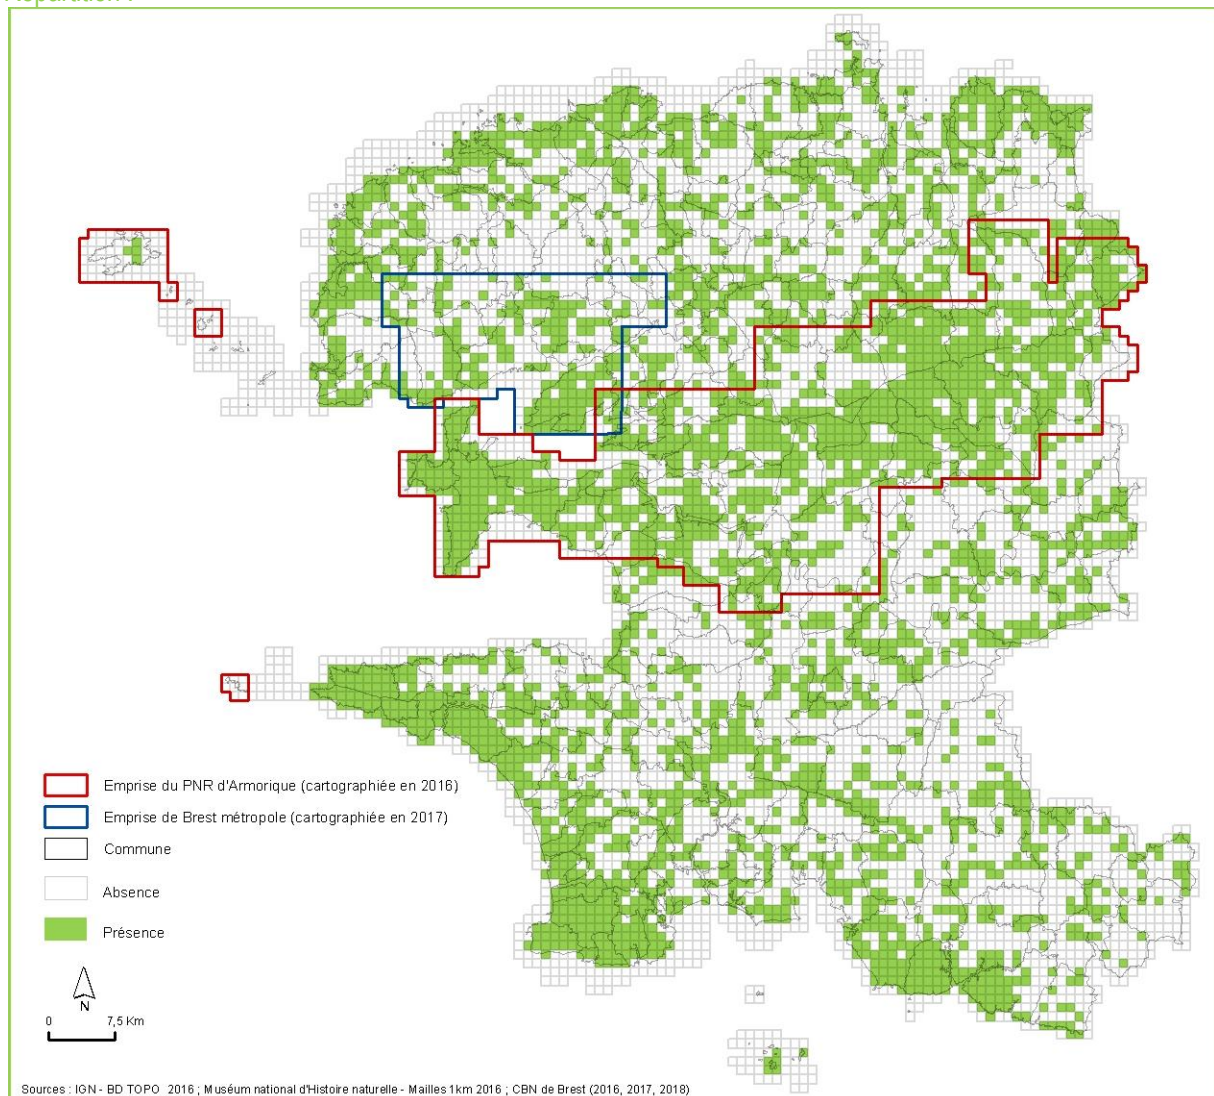 Répartition :
Emprise du PNR d'Armorique (cartographiée en 2016)
Emprise de Brest métropole (cartographiée en 2017)
Commune
Absence
Présence
N
0 7,5 Km
Sources : IGN - BD TOPO 2016 ; Muséum national d'Histoire naturelle - Mailles 1km 2016 ; CBN de Brest (2016, 2017, 2018)